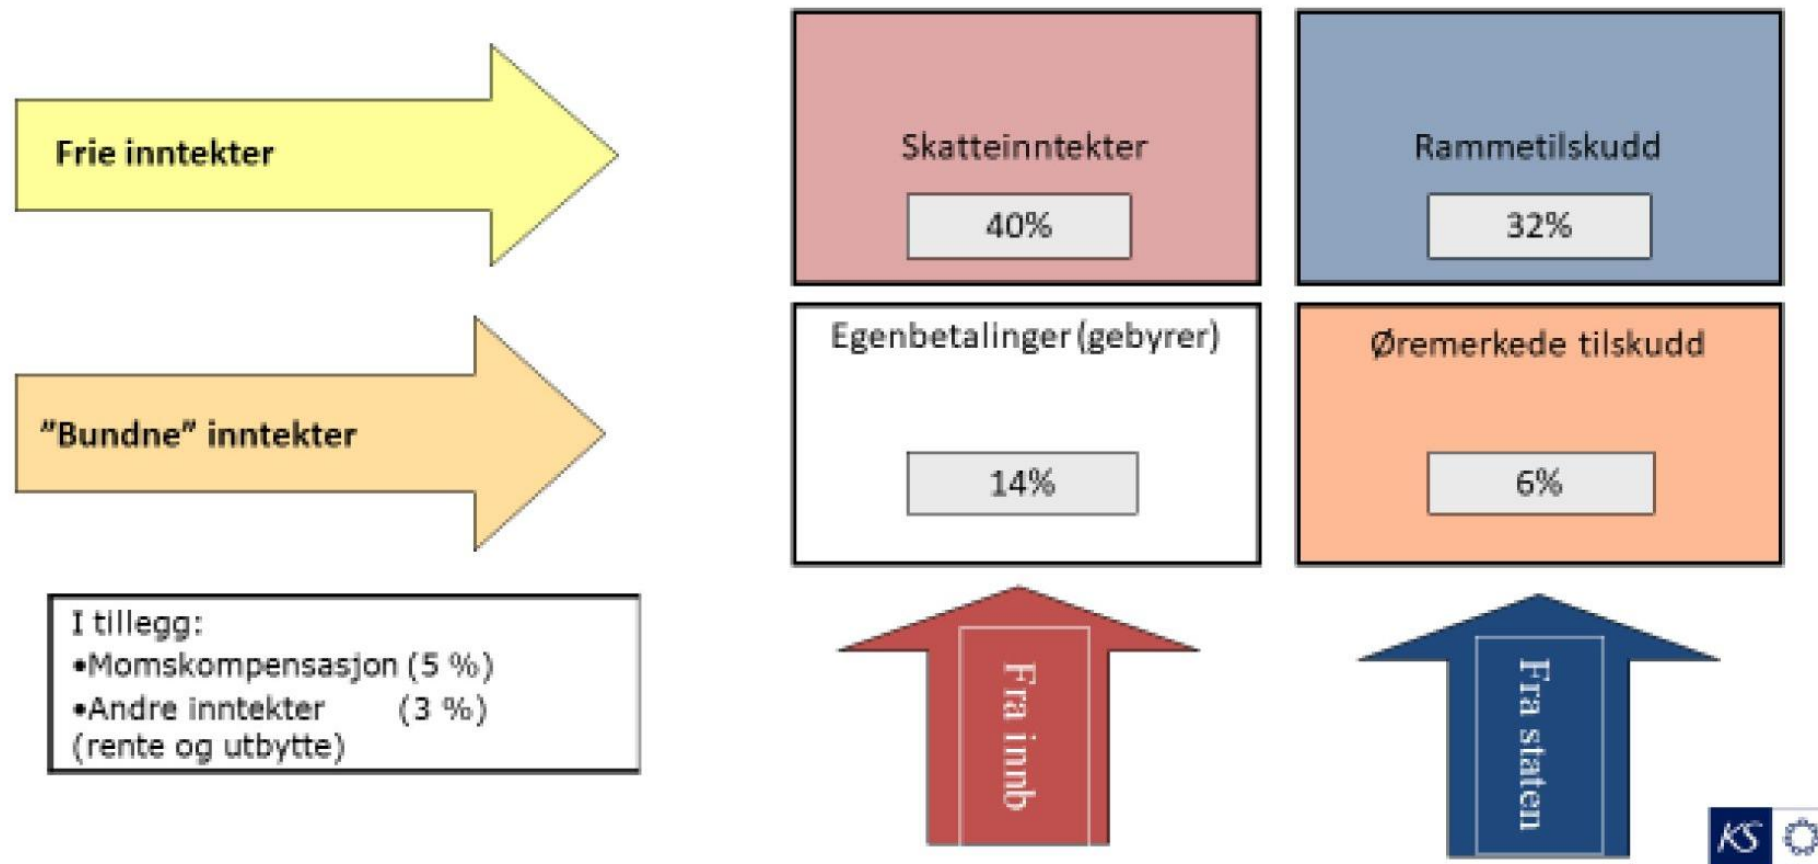 Frie inntekter
Skatteinntekter
40%
Rammetilskudd
32%
"Bundne" inntekter
Egenbetalinger (gebyrer)
14%
Øremerkede tilskudd
6%
I tillegg:
•Momskompensasjon (5 %)
•Andre inntekter (3 %)
(rente og utbytte)
Fra innb
Fra staten
KS